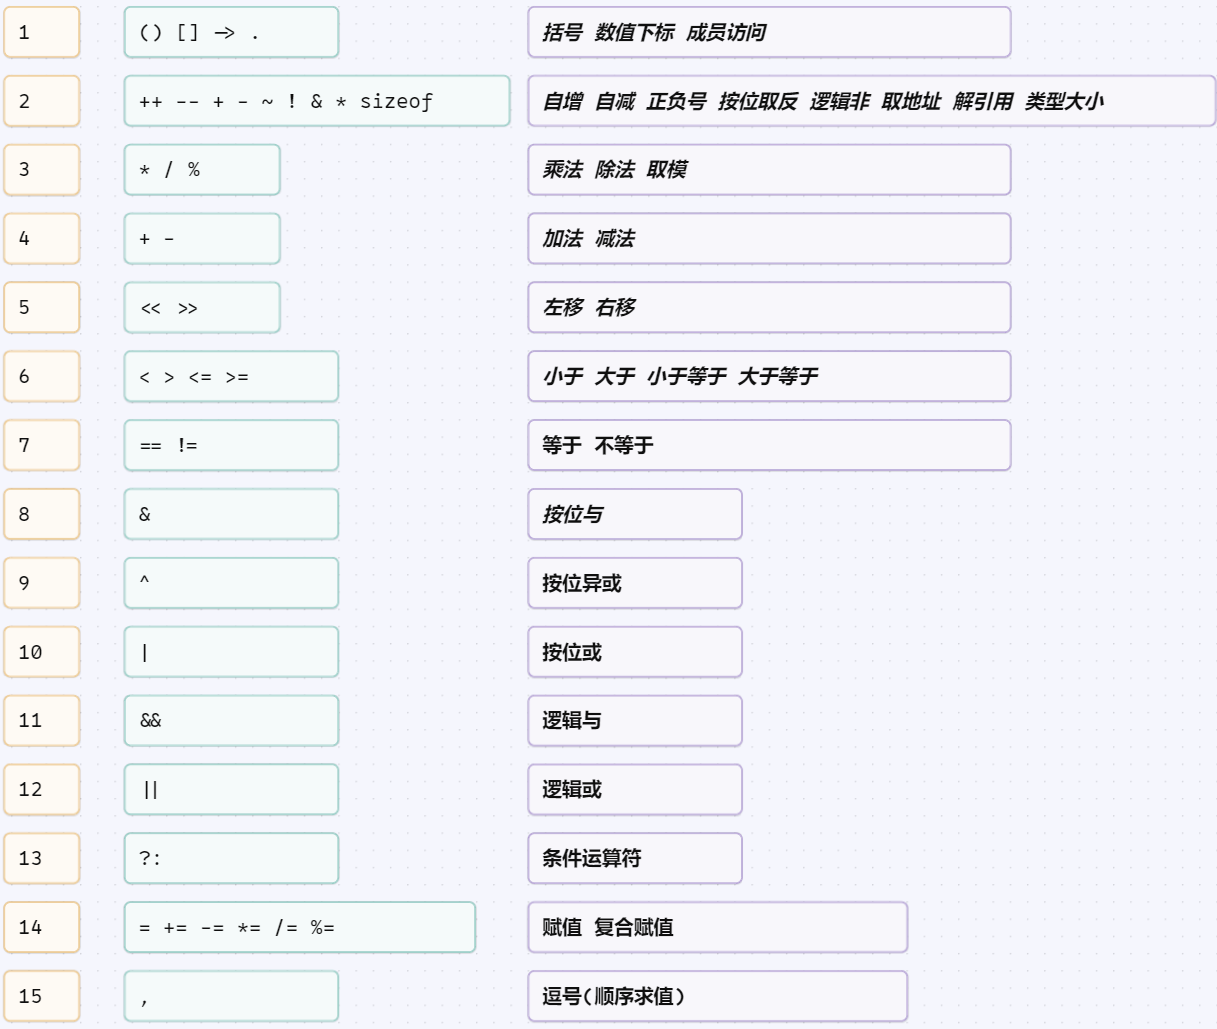 1 () [] -> . 括号 数值下标 成员访问
2 ++ -- + - ~ ! & * sizeof 自增 自减 正负号 按位取反 逻辑非 取地址 解引用 类型大小
3 * / % 乘法 除法 取模
4 + - 加法 减法
5 << >> 左移 右移
6 < > <= >= 小于 大于 小于等于 大于等于
7 == != 等于 不等于
8 & 按位与
9 ^ 按位异或
10 | 按位或
11 && 逻辑与
12 || 逻辑或
13 ?: 条件运算符
14 = += -= *= /= %= 赋值 复合赋值
15 , 逗号(顺序求值)